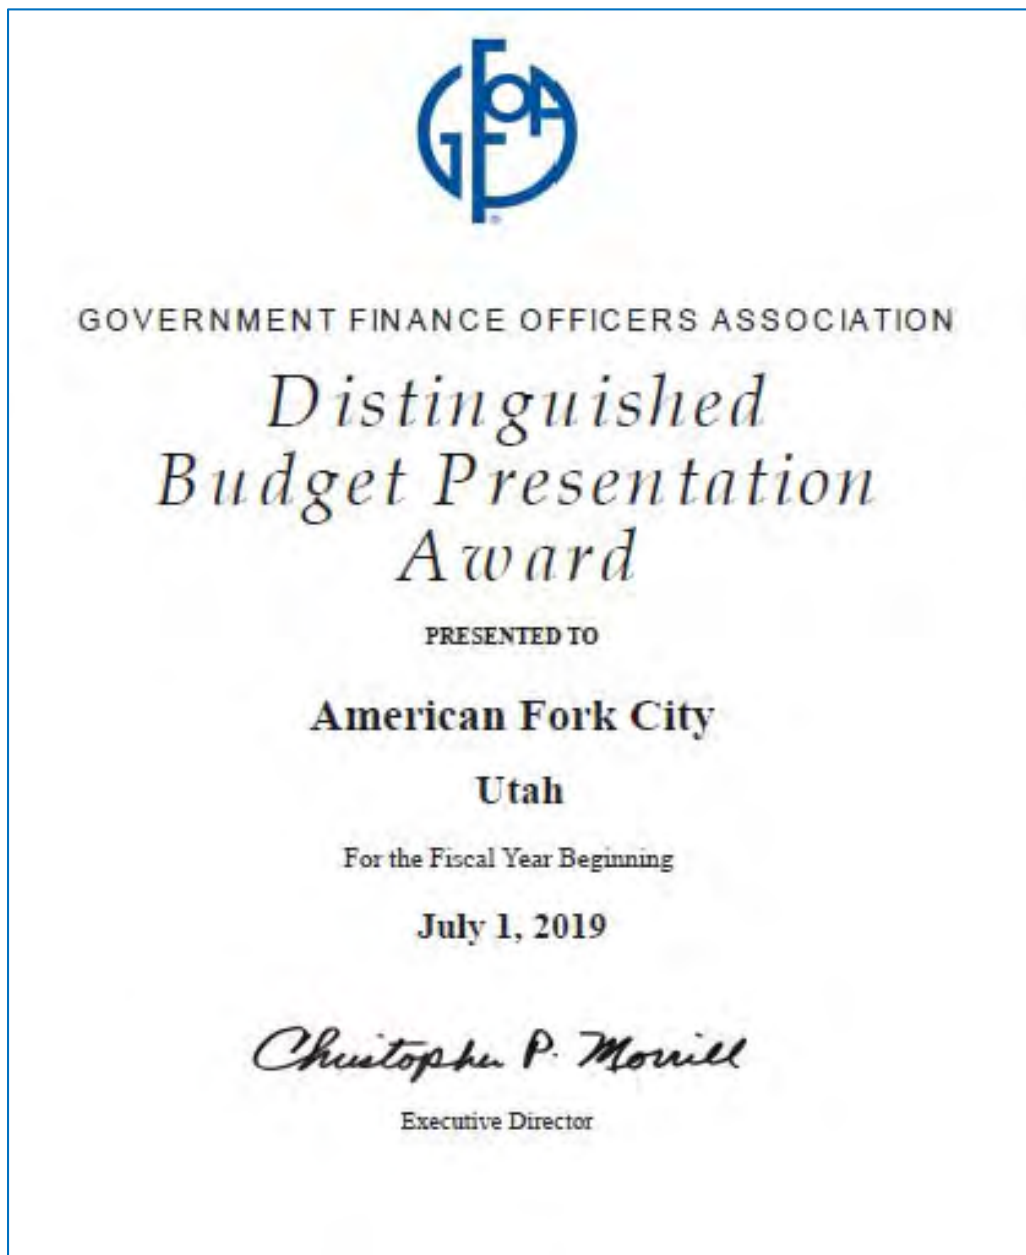 GFOA
GOVERNMENT FINANCE OFFICERS ASSOCIATION
Distinguished
Budget Presentation
Award
PRESENTED TO
American Fork City
Utah
For the Fiscal Year Beginning
July 1, 2019
Christopher P. Morrill
Executive Director